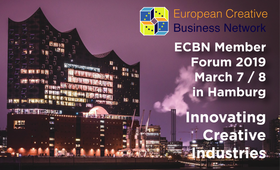 European Creative
Business Network
ECBN Member
Forum 2019
March 7 / 8
in Hamburg
Innovating
Creative
Industries